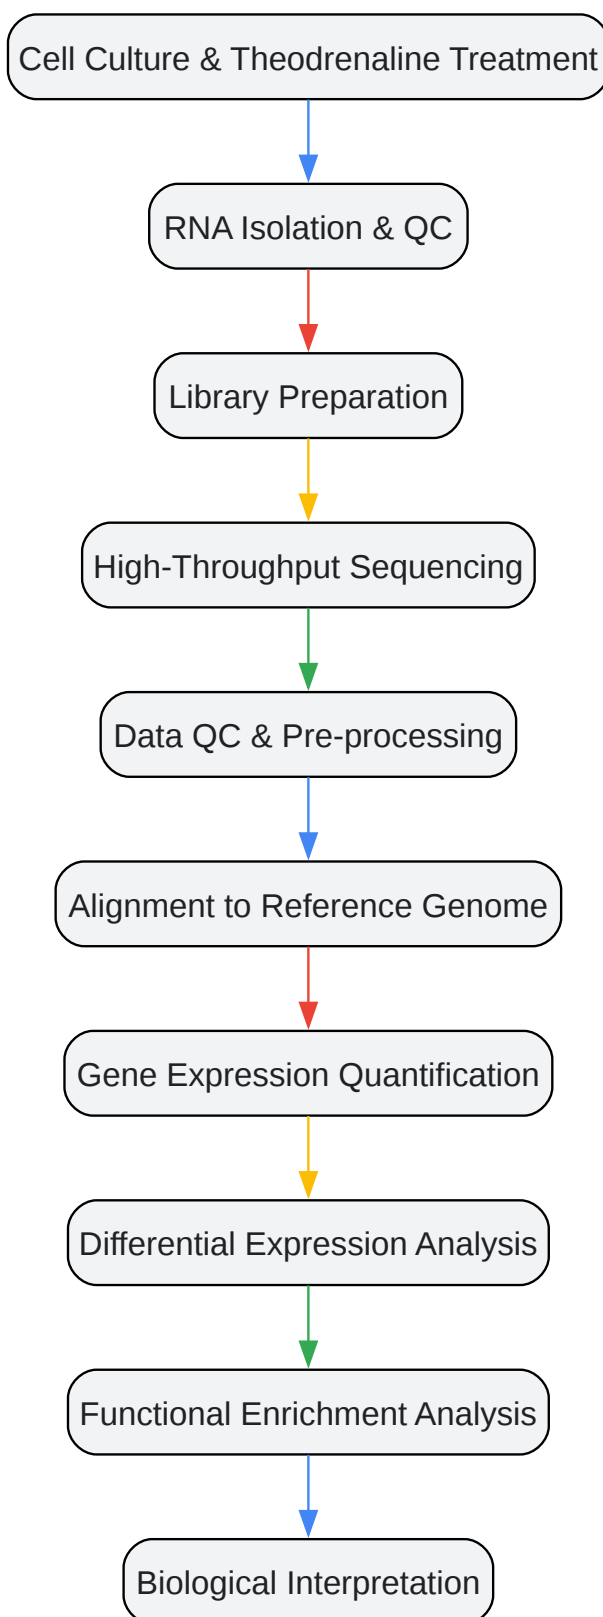 Cell Culture & Theodrenaline Treatment
RNA Isolation & QC
Library Preparation
High-Throughput Sequencing
Data QC & Pre-processing
Alignment to Reference Genome
Gene Expression Quantification
Differential Expression Analysis
Functional Enrichment Analysis
Biological Interpretation